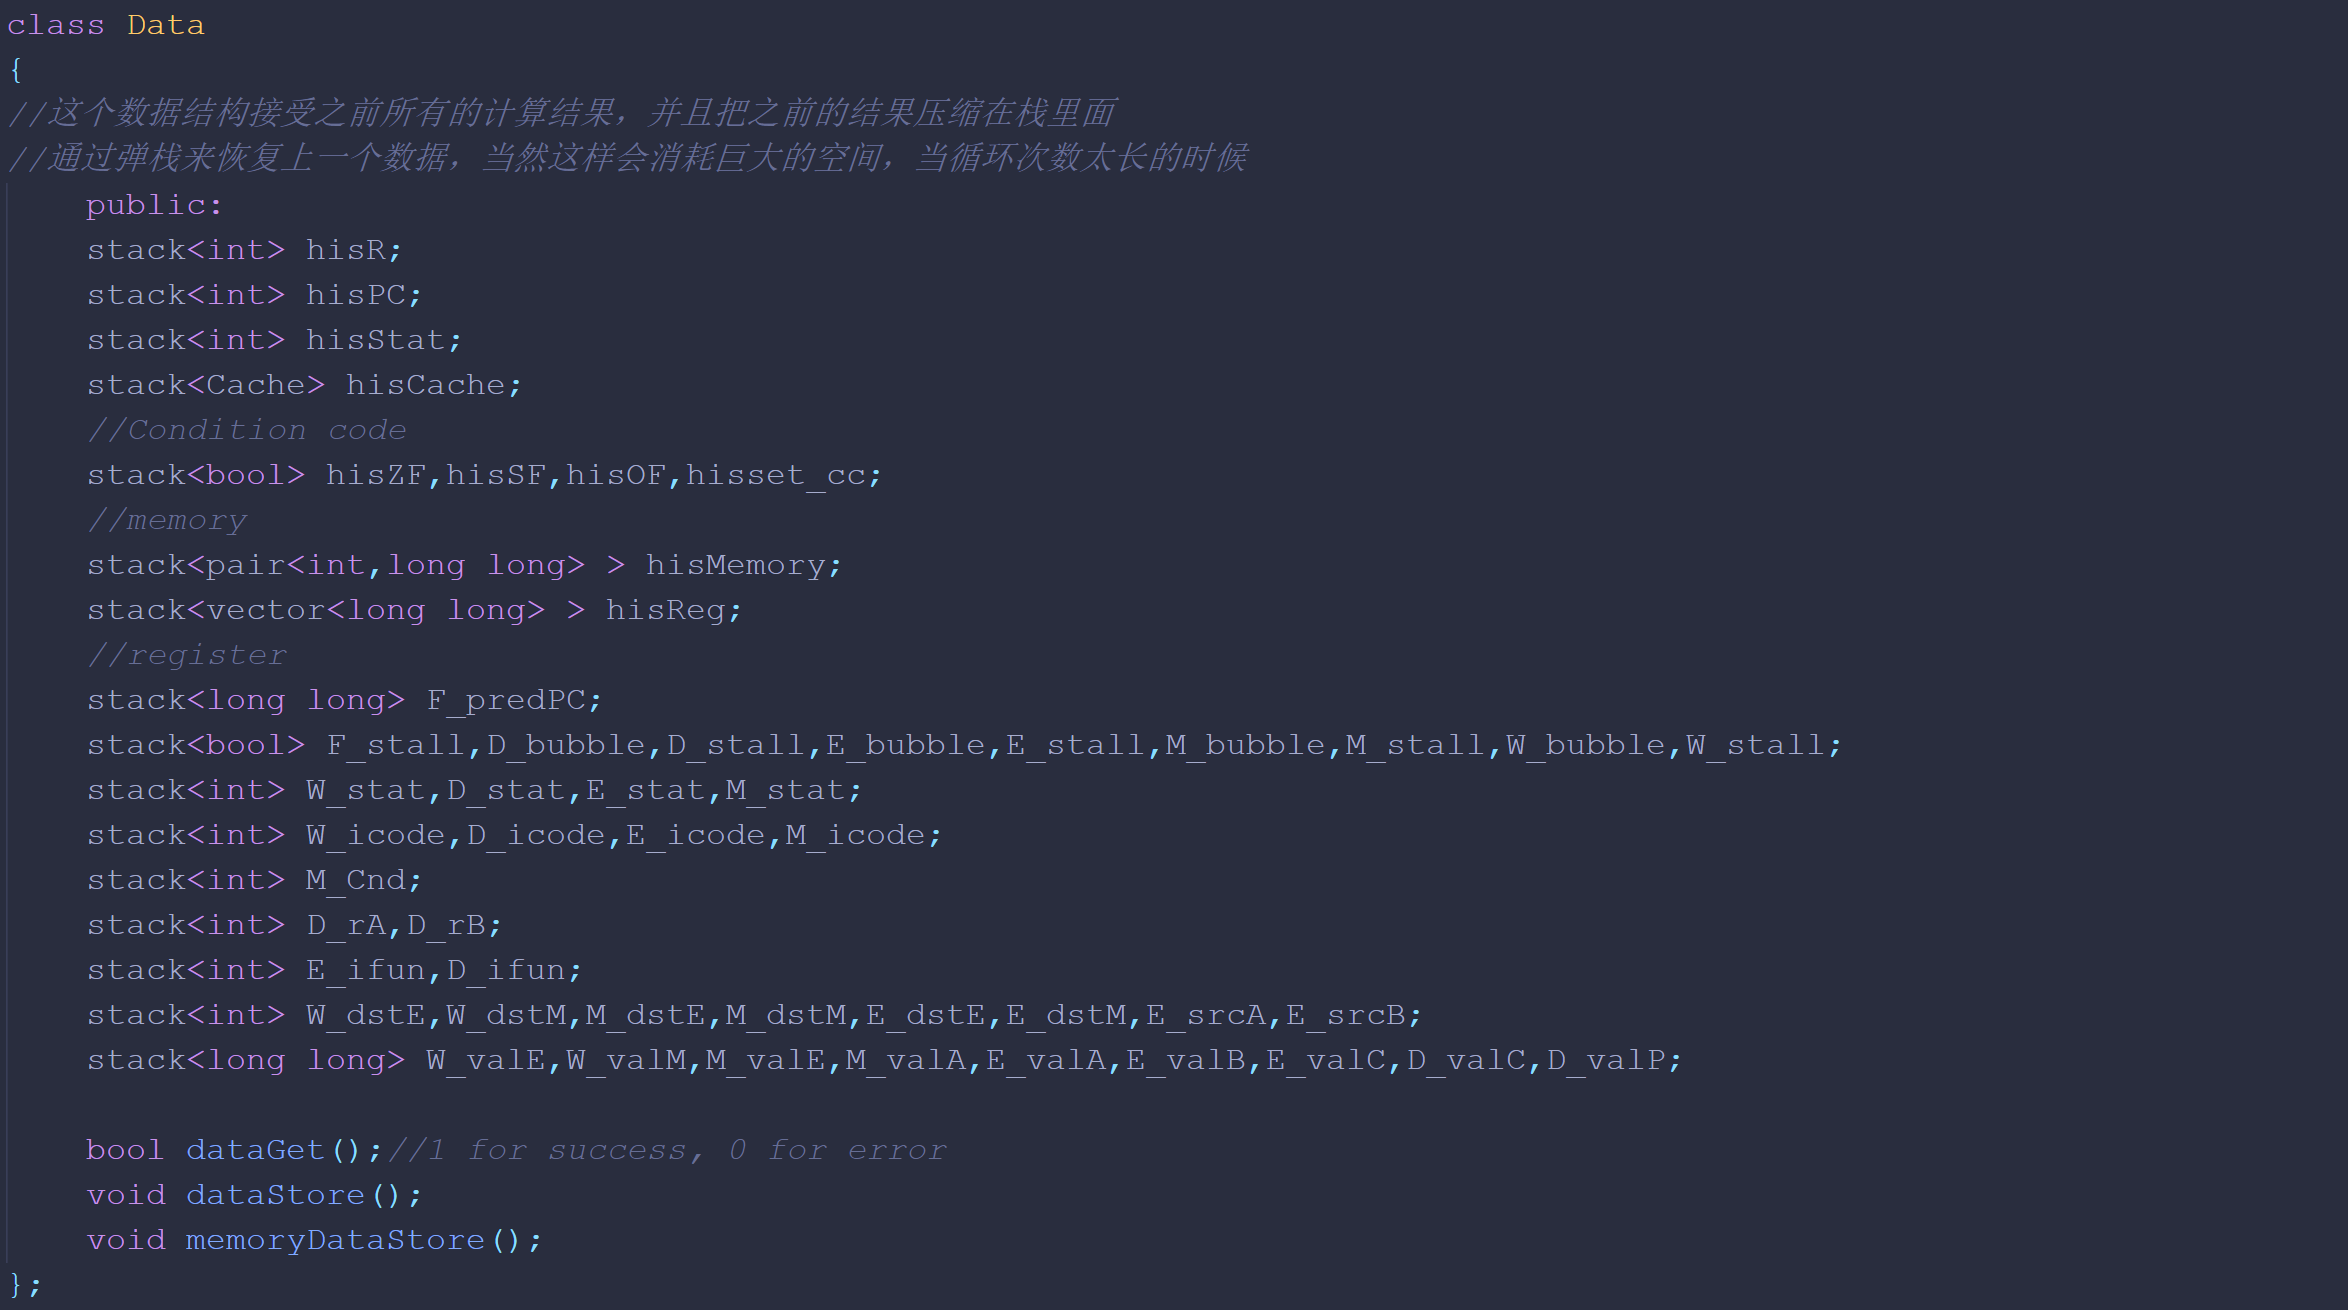 class Data
{
//这个数据结构接受之前所有的计算结果，并且把之前的结果压缩在栈里面
//通过弹栈来恢复上一个数据，当然这样会消耗巨大的空间，当循环次数太长的时候
    public:
    stack<int> hisR;
    stack<int> hisPC;
    stack<int> hisStat;
    stack<Cache> hisCache;
    //Condition code
    stack<bool> hisZF,hisSF,hisOF,hisset_cc;
    //memory
    stack<pair<int,long long> > hisMemory;
    stack<vector<long long> > hisReg;
    //register
    stack<long long> F_predPC;
    stack<bool> F_stall,D_bubble,D_stall,E_bubble,E_stall,M_bubble,M_stall,W_bubble,W_stall;
    stack<int> W_stat,D_stat,E_stat,M_stat;
    stack<int> W_icode,D_icode,E_icode,M_icode;
    stack<int> M_Cnd;
    stack<int> D_rA,D_rB;
    stack<int> E_ifun,D_ifun;
    stack<int> W_dstE,W_dstM,M_dstE,M_dstM,E_dstE,E_dstM,E_srcA,E_srcB;
    stack<long long> W_valE,W_valM,M_valE,M_valA,E_valA,E_valB,E_valC,D_valC,D_valP;

    bool dataGet();//1 for success, 0 for error
    void dataStore();
    void memoryDataStore();
};